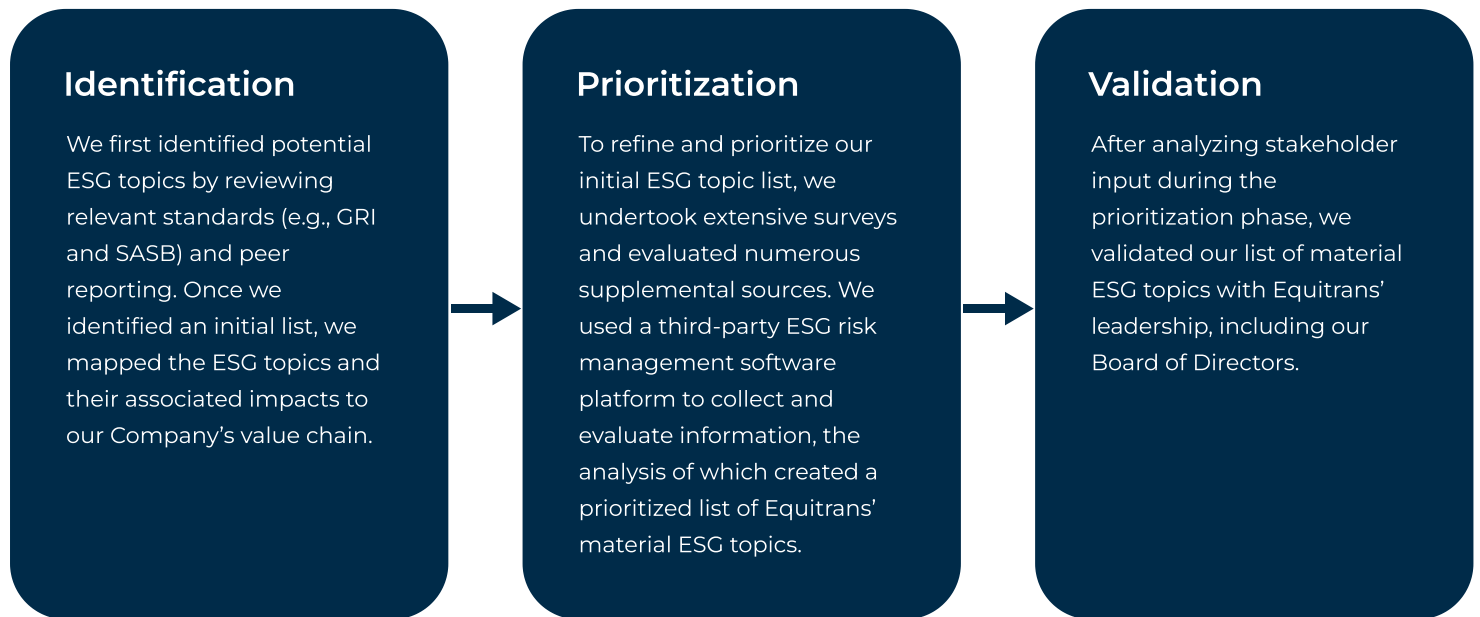 Identification
We first identified potential
ESG topics by reviewing
relevant standards (e.g., GRI
and SASB) and peer
reporting. Once we
identified an initial list, we
mapped the ESG topics and
their associated impacts to
our Company’s value chain.
Prioritization
To refine and prioritize our
initial ESG topic list, we
undertook extensive surveys
and evaluated numerous
supplemental sources. We
used a third-party ESG risk
management software
platform to collect and
evaluate information, the
analysis of which created a
prioritized list of Equitrans’
material ESG topics.
Validation
After analyzing stakeholder
input during the
prioritization phase, we
validated our list of material
ESG topics with Equitrans’
leadership, including our
Board of Directors.